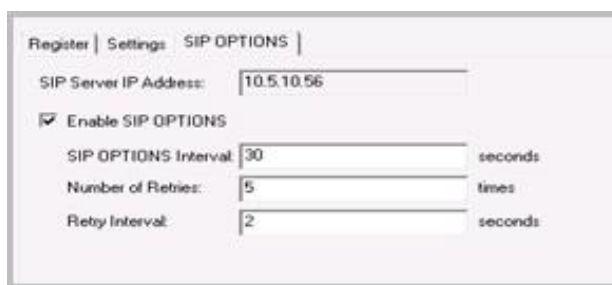 Register | Settings SIP OPTIONS |
SIP Server IP Address: 10.5.10.56
Enable SIP OPTIONS
SIP OPTIONS Interval: 30 seconds
Number of Retries: 5 times
Retry Interval: 2 seconds